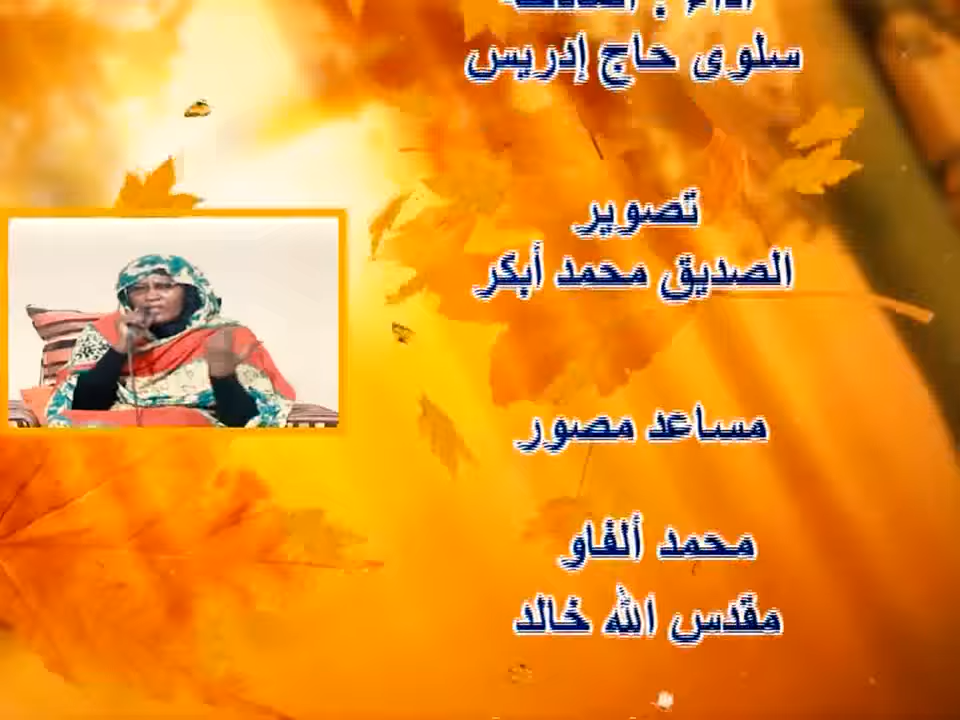 سلوى حاج إدريس
تصوير
الصديق محمد أبكر
مساعد مصور
محمد ألفاو
مقدس الله خالد